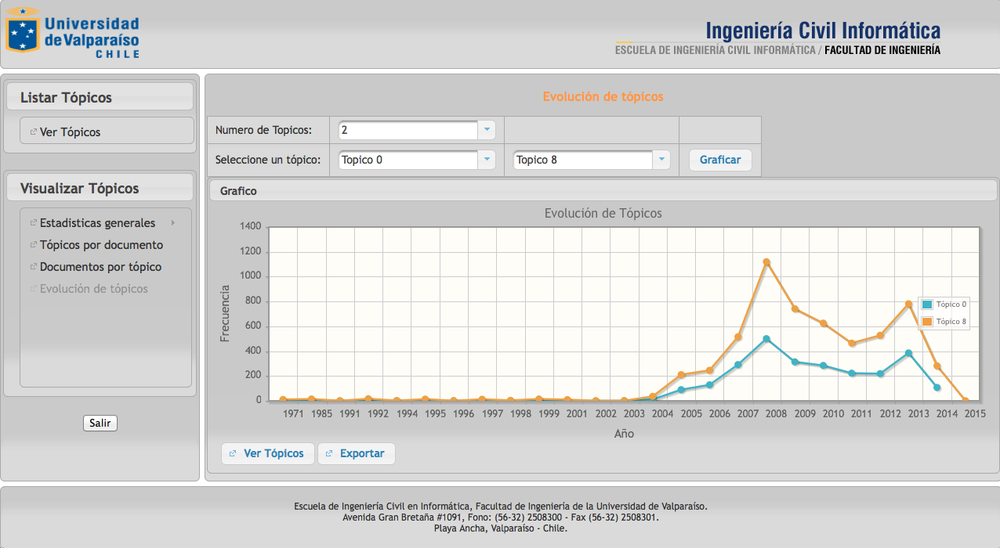 Universidad
de Valparaíso
CHILE
Ingeniería Civil Informática
ESCUELA DE INGENIERÍA CIVIL INFORMÁTICA / FACULTAD DE INGENIERÍA
Listar Tópicos
Ver Tópicos
Visualizar Tópicos
Estadisticas generales
Tópicos por documento
Documentos por tópico
Evolución de tópicos
Salir
Evolución de tópicos
Numero de Topicos: 2
Seleccione un tópico: Topico 0 Topico 8 Graficar
Grafico
Evolución de Tópicos
1400
1200
1000
800
600
400
200
0
Frecuencia
Tópico 0
Tópico 8
1971 1985 1991 1992 1994 1995 1996 1997 1998 1999 2001 2002 2003 2004 2005 2006 2007 2008 2009 2010 2011 2012 2013 2014 2015
Año
Ver Tópicos Exportar
Escuela de Ingeniería Civil en Informática, Facultad de Ingeniería de la Universidad de Valparaíso.
Avenida Gran Bretaña #1091, Fono: (56-32) 2508300 - Fax (56-32) 2508301.
Playa Ancha, Valparaíso - Chile.